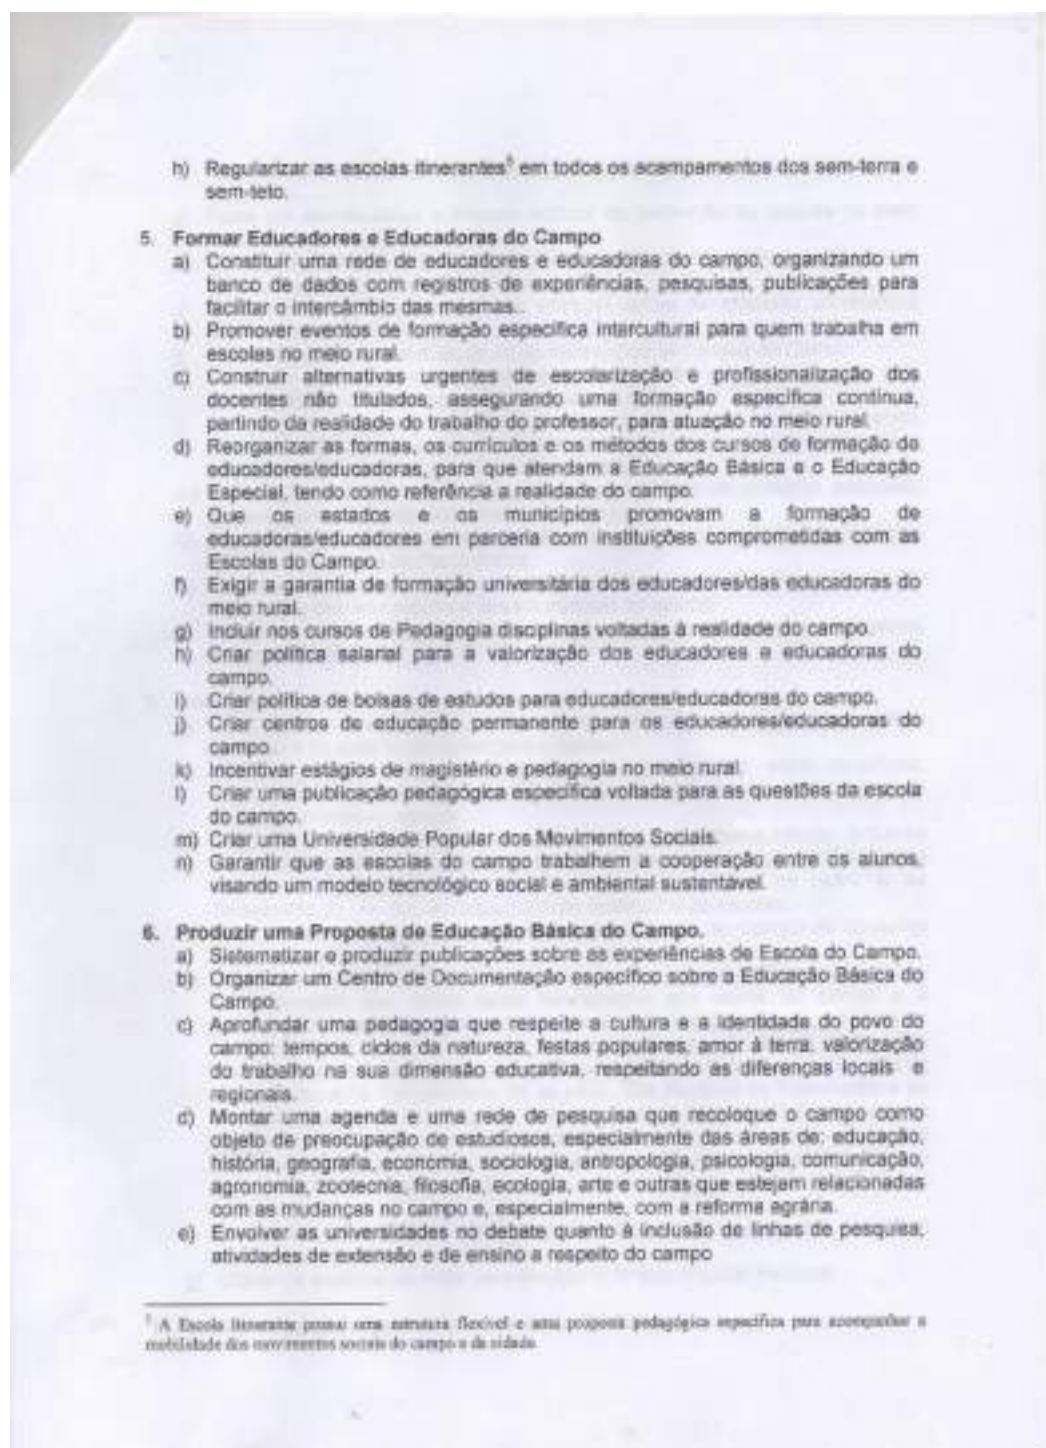 h) Regularizar as escolas itinerantes⁵ em todos os acampamentos dos sem-terra e
sem-teto.
5. Formar Educadores e Educadoras do Campo
a) Constituir uma rede de educadores e educadoras do campo, organizando um
banco de dados com registros de experiências, pesquisas, publicações para
facilitar o intercâmbio das mesmas..
b) Promover eventos de formação específica intercultural para quem trabalha em
escolas no meio rural.
c) Construir alternativas urgentes de escolarização e profissionalização dos
docentes não titulados, assegurando uma formação específica contínua,
partindo da realidade do trabalho do professor, para atuação no meio rural.
d) Reorganizar as formas, os currículos e os métodos dos cursos de formação de
educadores/educadoras, para que atendam a Educação Básica e o Educação
Especial, tendo como referência a realidade do campo.
e) Que os estados e os municípios promovam a formação de
educadoras/educadores em parceria com instituições comprometidas com as
Escolas do Campo.
f) Exigir a garantia de formação universitária dos educadores/das educadoras do
meio rural.
g) Incluir nos cursos de Pedagogia disciplinas voltadas à realidade do campo.
h) Criar política salarial para a valorização dos educadores e educadoras do
campo.
i) Criar política de bolsas de estudos para educadores/educadoras do campo.
j) Criar centros de educação permanente para os educadores/educadoras do
campo.
k) Incentivar estágios de magistério e pedagogia no meio rural.
l) Criar uma publicação pedagógica específica voltada para as questões da escola
do campo.
m) Criar uma Universidade Popular dos Movimentos Sociais.
n) Garantir que as escolas do campo trabalhem a cooperação entre os alunos,
visando um modelo tecnológico social e ambiental sustentável.
6. Produzir uma Proposta de Educação Básica do Campo.
a) Sistematizar e produzir publicações sobre as experiências de Escola do Campo.
b) Organizar um Centro de Documentação específico sobre a Educação Básica do
Campo.
c) Aprofundar uma pedagogia que respeite a cultura e a identidade do povo do
campo: tempos, ciclos da natureza, festas populares, amor à terra, valorização
do trabalho na sua dimensão educativa, respeitando as diferenças locais e
regionais.
d) Montar uma agenda e uma rede de pesquisa que recoloque o campo como
objeto de preocupação de estudiosos, especialmente das áreas de: educação,
história, geografia, economia, sociologia, antropologia, psicologia, comunicação,
agronomia, zootecnia, filosofia, ecologia, arte e outras que estejam relacionadas
com as mudanças no campo e, especialmente, com a reforma agrária.
e) Envolver as universidades no debate quanto à inclusão de linhas de pesquisa,
atividades de extensão e de ensino a respeito do campo
⁵ A Escola Itinerante possui uma estrutura flexível e uma proposta pedagógica específica para acompanhar a
mobilidade dos movimentos sociais do campo e da cidade.